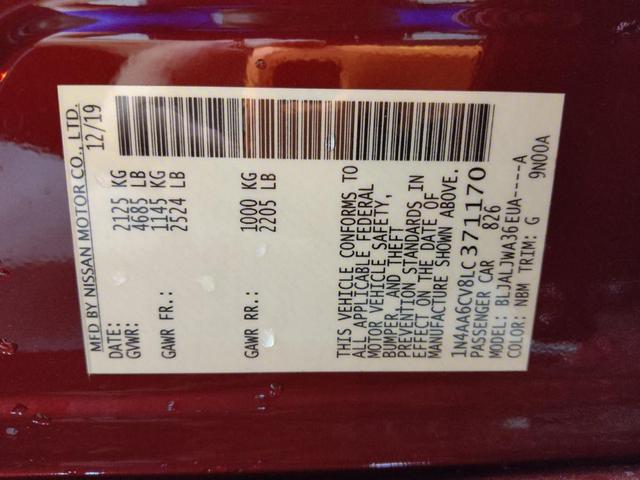 MFD BY NISSAN MOTOR CO., LTD.
DATE: 12/19
GVWR: 2125 KG
4685 LB
GAWR FR.: 1145 KG
2524 LB
GAWR RR.: 1000 KG
2205 LB
THIS VEHICLE CONFORMS TO
ALL APPLICABLE FEDERAL
MOTOR VEHICLE SAFETY,
BUMPER, AND THEFT
PREVENTION STANDARDS IN
EFFECT ON THE DATE OF
MANUFACTURE SHOWN ABOVE.
1N4AA6CV8LC371170
PASSENGER CAR 826
MODEL: BLJALJWA36EUA----A
COLOR: NBM TRIM: G 9N00A